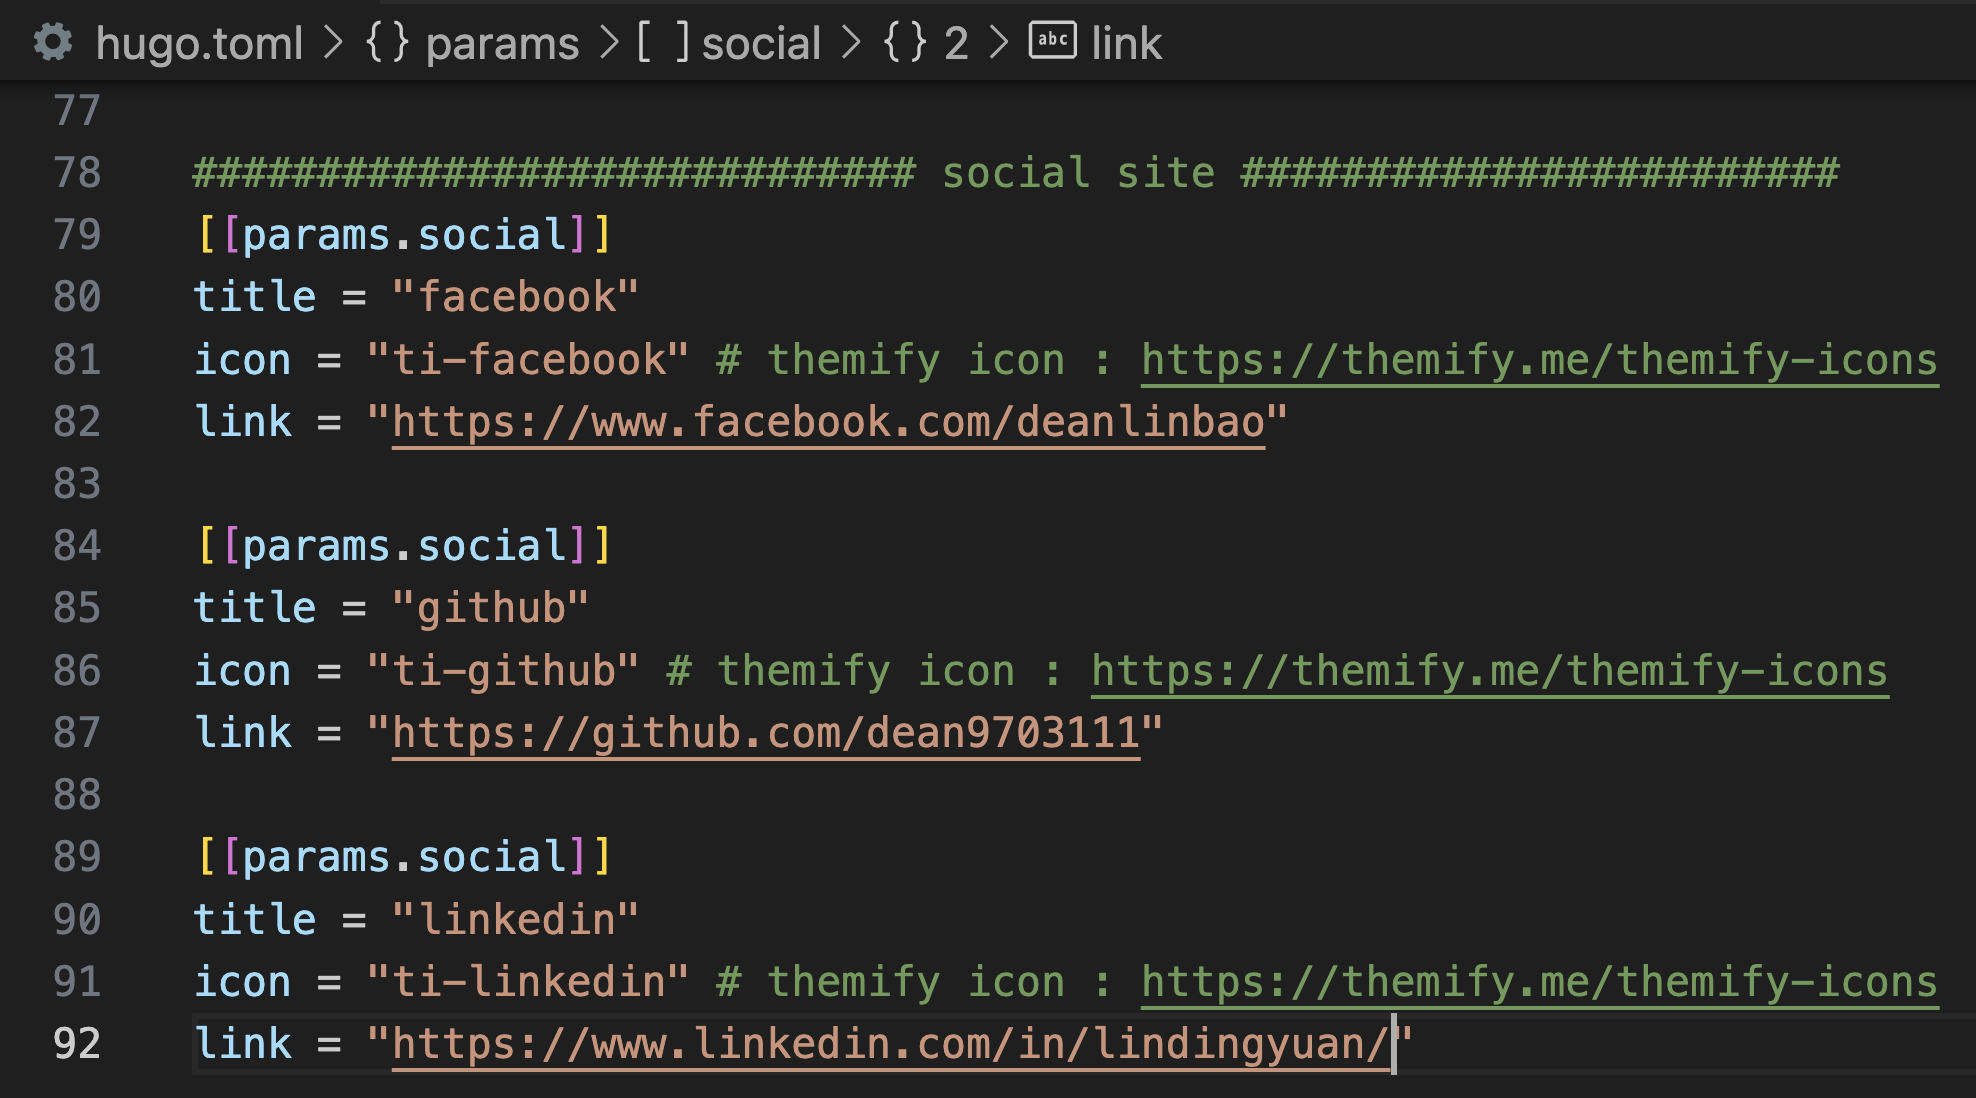 hugo.toml > {} params > [ ] social > {} 2 > abc link
77
78 ############################# social site ########################
79 [[params.social]]
80 title = "facebook"
81 icon = "ti-facebook" # themify icon : https://themify.me/themify-icons
82 link = "https://www.facebook.com/deanlinbao"
83
84 [[params.social]]
85 title = "github"
86 icon = "ti-github" # themify icon : https://themify.me/themify-icons
87 link = "https://github.com/dean9703111"
88
89 [[params.social]]
90 title = "linkedin"
91 icon = "ti-linkedin" # themify icon : https://themify.me/themify-icons
92 link = "https://www.linkedin.com/in/lindingyuan/"